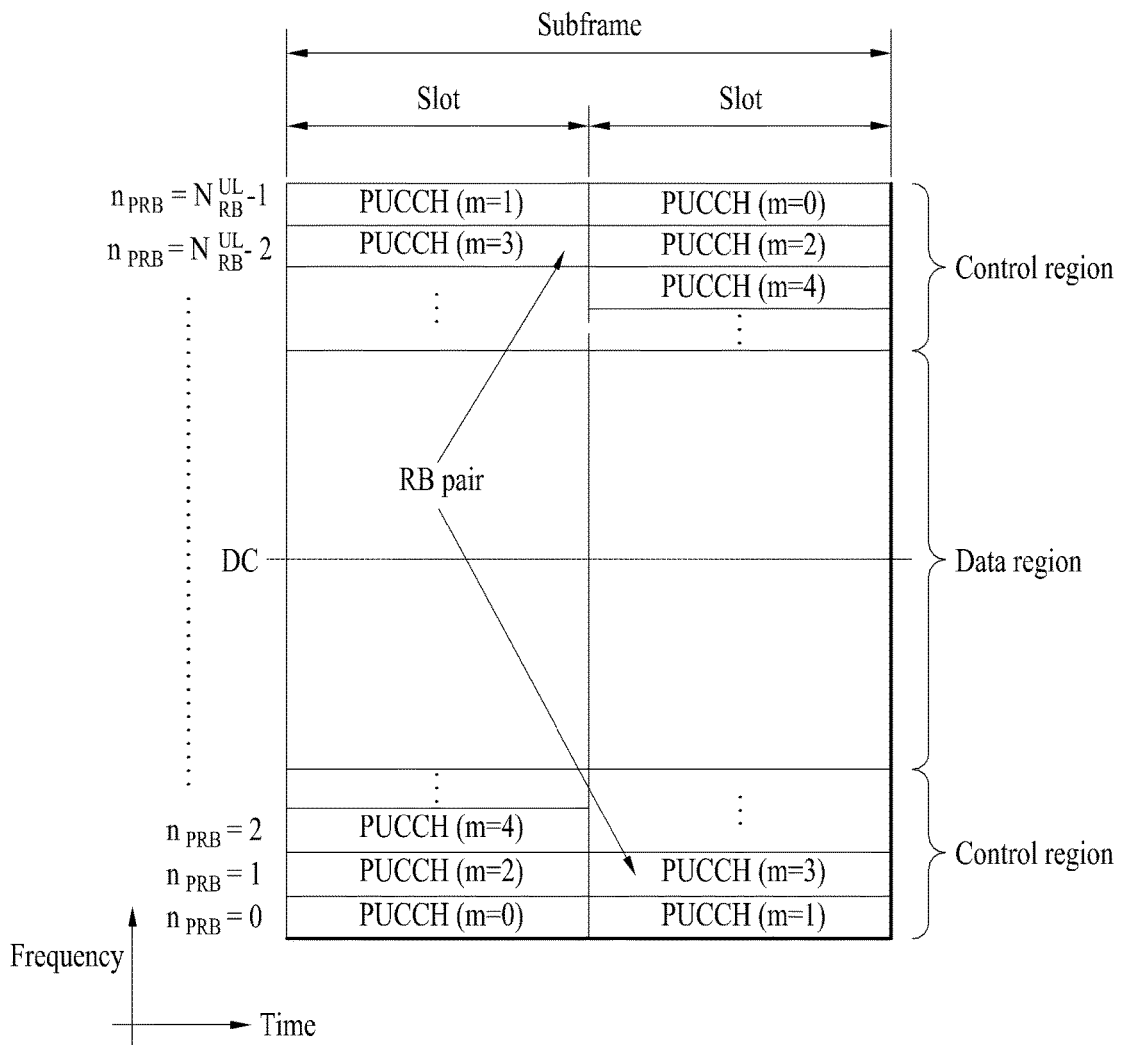 Subframe
Slot Slot
n PRB = N UL RB -1 PUCCH (m=1) PUCCH (m=0)
n PRB = N UL RB - 2 PUCCH (m=3) PUCCH (m=2)
Control region
PUCCH (m=4)
RB pair
DC Data region
n PRB = 2 PUCCH (m=4)
n PRB = 1 PUCCH (m=2) PUCCH (m=3)
Control region
n PRB = 0 PUCCH (m=0) PUCCH (m=1)
Frequency
Time